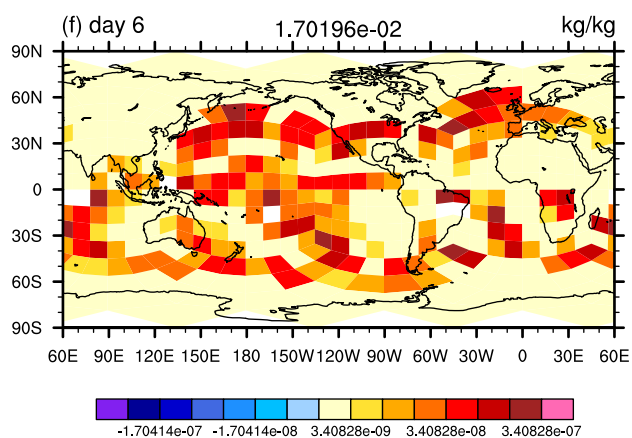 (f) day 6 1.70196e-02 kg/kg
90N
60N
30N
0
30S
60S
90S
60E 90E 120E 150E 180 150W 120W 90W 60W 30W 0 30E 60E
-1.70414e-07 -1.70414e-08 3.40828e-09 3.40828e-08 3.40828e-07